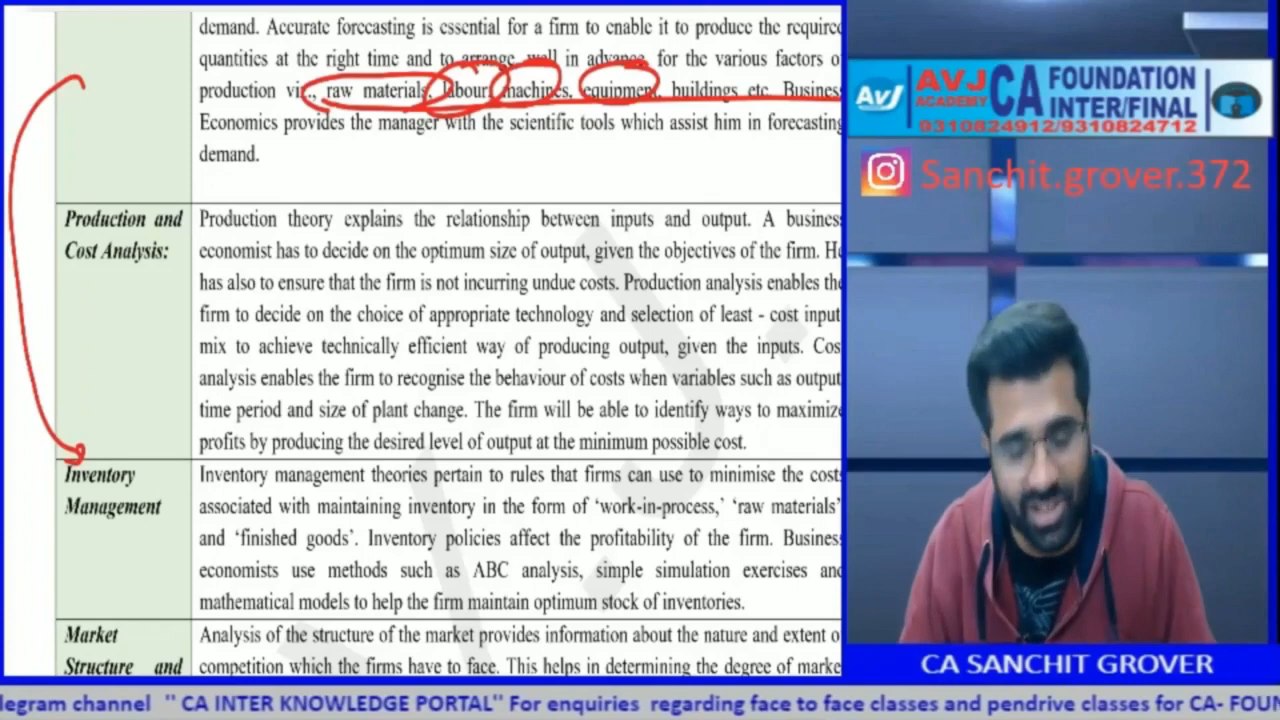 demand. Accurate forecasting is essential for a firm to enable it to produce the required
quantities at the right time and to arrange well in advance, for the various factors o
production viz., raw materials, labour, machines, equipment, buildings etc. Business
Economics provides the manager with the scientific tools which assist him in forecasting
demand.
Production and
Cost Analysis:
Production theory explains the relationship between inputs and output. A business
economist has to decide on the optimum size of output, given the objectives of the firm. He
has also to ensure that the firm is not incurring undue costs. Production analysis enables the
firm to decide on the choice of appropriate technology and selection of least - cost input
mix to achieve technically efficient way of producing output, given the inputs. Cos
analysis enables the firm to recognise the behaviour of costs when variables such as output
time period and size of plant change. The firm will be able to identify ways to maximize
profits by producing the desired level of output at the minimum possible cost.
Inventory
Management
Inventory management theories pertain to rules that firms can use to minimise the cost
associated with maintaining inventory in the form of ‘work-in-process,’ ‘raw materials’
and ‘finished goods’. Inventory policies affect the profitability of the firm. Business
economists use methods such as ABC analysis, simple simulation exercises and
mathematical models to help the firm maintain optimum stock of inventories.
Market
Structure and
Analysis of the structure of the market provides information about the nature and extent o
competition which the firms have to face. This helps in determining the degree of marke
AVJ
AVJ
ACADEMY
CA
FOUNDATION
INTER/FINAL
9310824912/9310824712
Sanchit.grover.372
CA SANCHIT GROVER
legram channel " CA INTER KNOWLEDGE PORTAL" For enquiries regarding face to face classes and pendrive classes for CA- FOUN